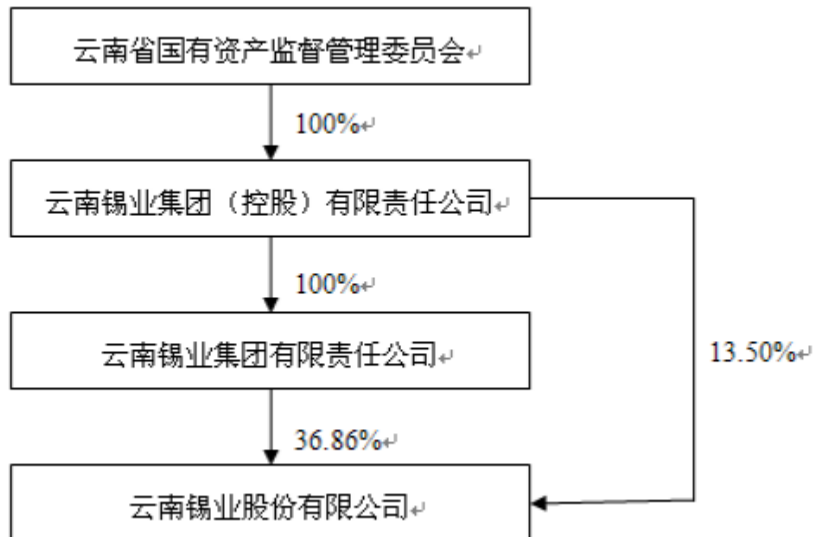 云南省国有资产监督管理委员会
100%
云南锡业集团（控股）有限责任公司
100%
云南锡业集团有限责任公司
13.50%
36.86%
云南锡业股份有限公司